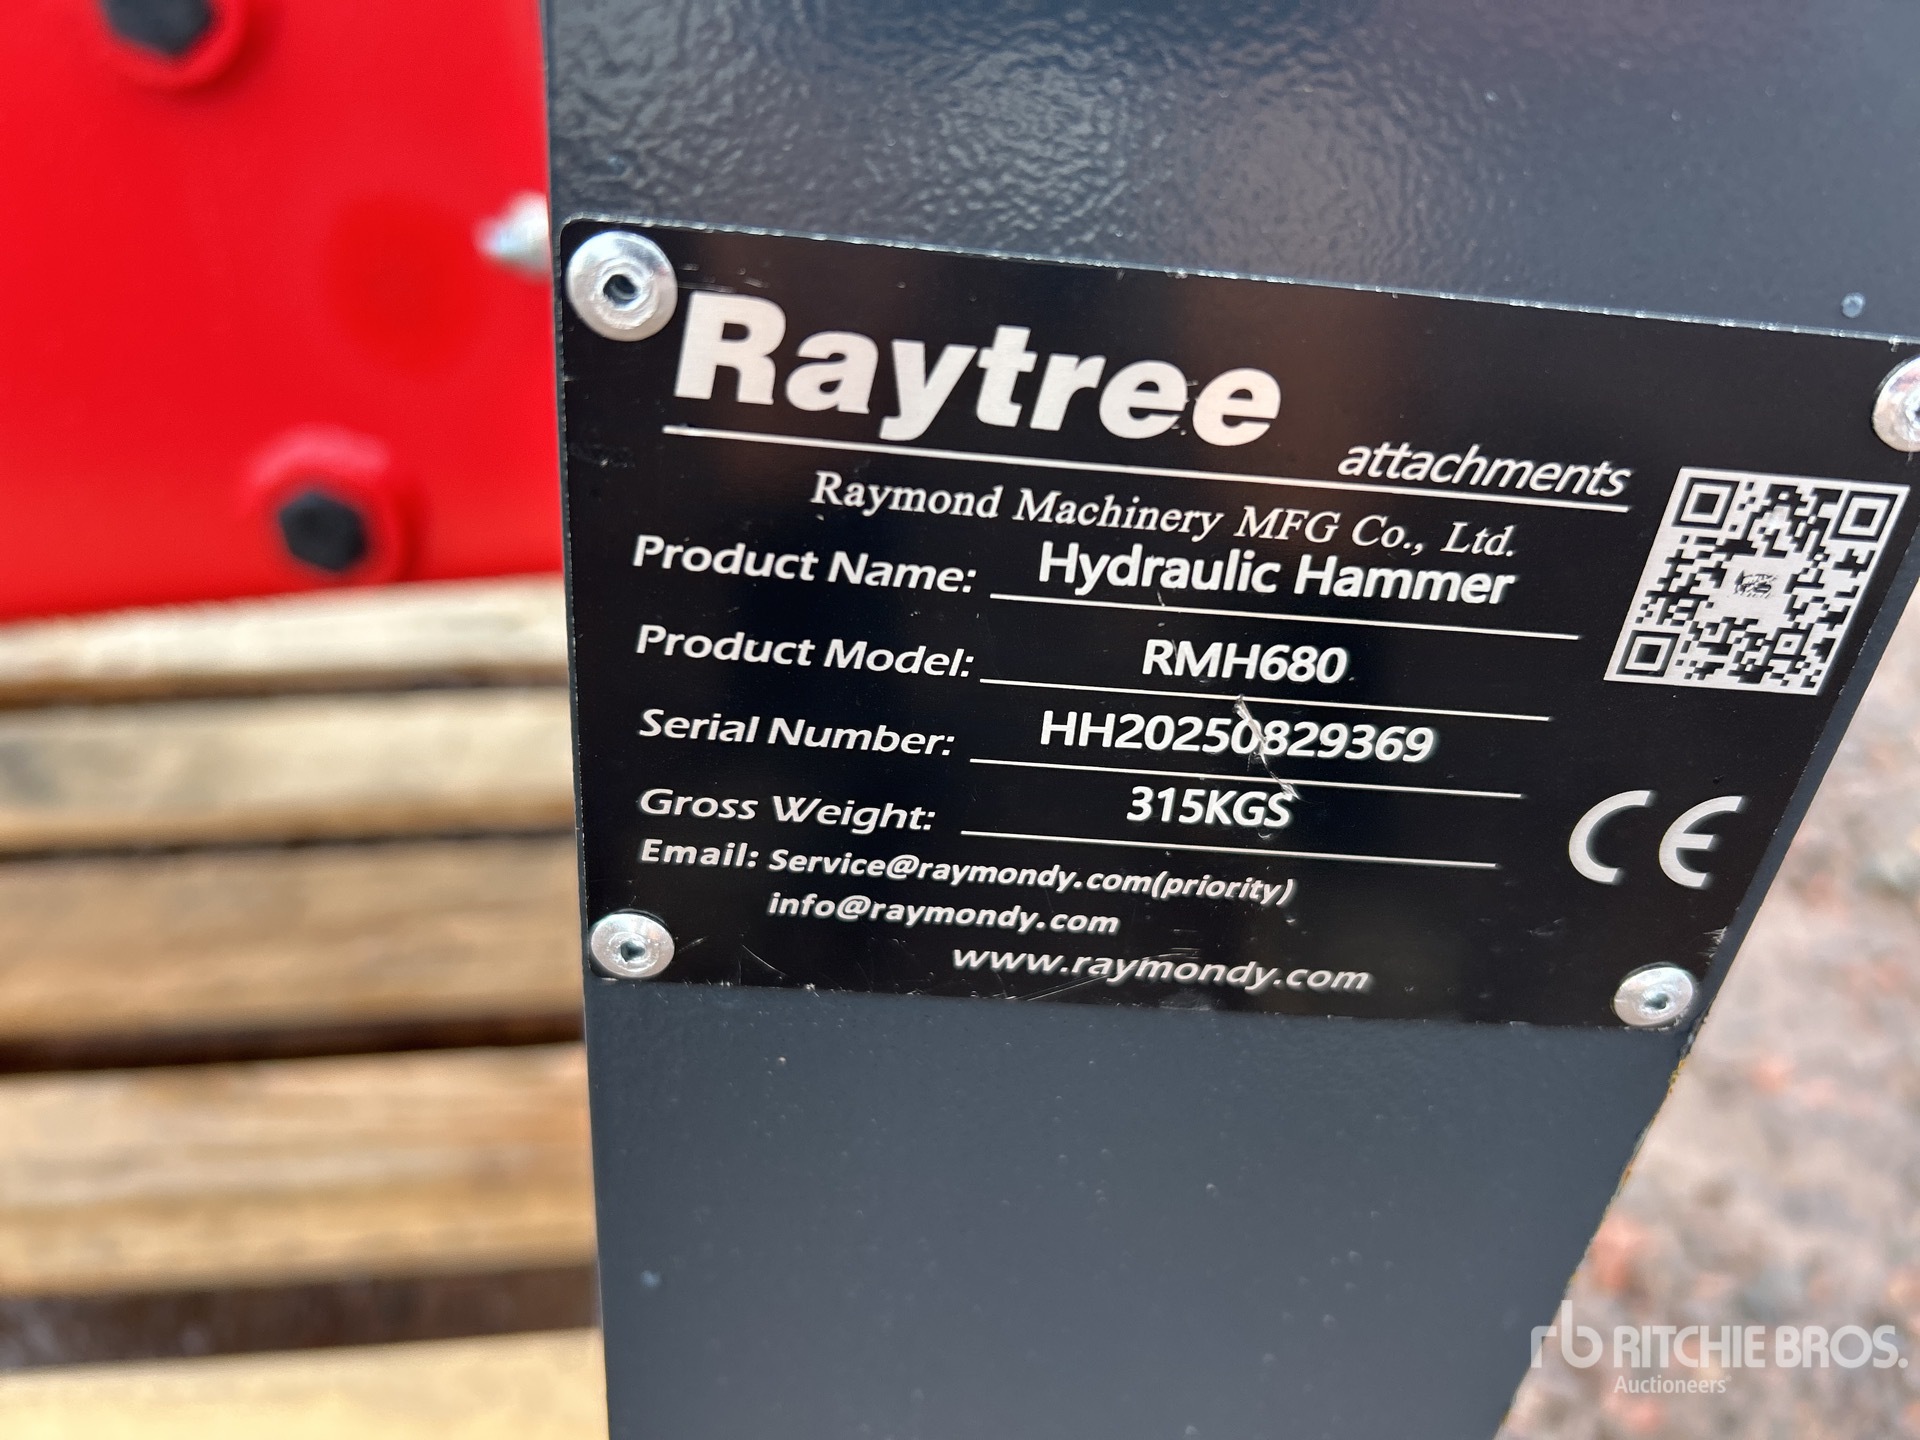 Raytree
attachments
Raymond Machinery MFG Co., Ltd.
Product Name: Hydraulic Hammer
Product Model: RMH680
Serial Number: HH20250829369
Gross Weight: 315KGS
Email: Service@raymondy.com(priority)
info@raymondy.com
www.raymondy.com
CE
rb RITCHIE BROS.
Auctioneers